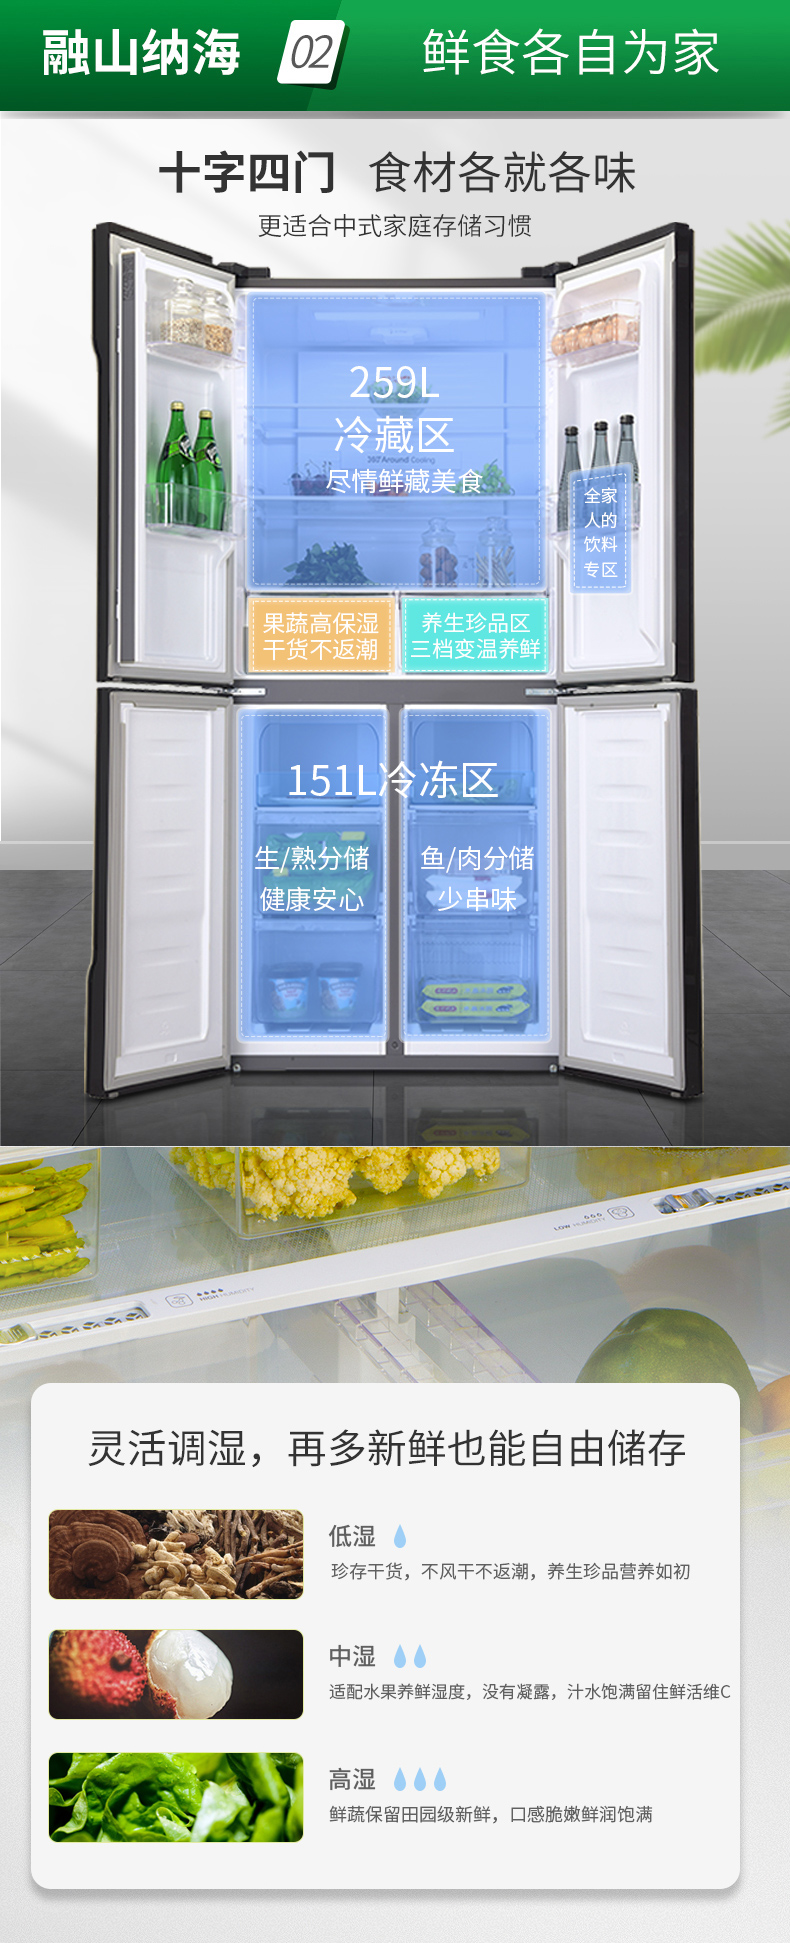 融山纳海 02 鲜食各自为家
十字四门 食材各就各味
更适合中式家庭存储习惯
259L
冷藏区
360°Around Cooling
尽情鲜藏美食
全家
人的
饮料
专区
果蔬高保湿
干货不返潮
养生珍品区
三档变温养鲜
151L冷冻区
生/熟分储
健康安心
鱼/肉分储
少串味
LOW HUMIDITY
HIGH HUMIDITY
灵活调湿，再多新鲜也能自由储存
低湿
珍存干货，不风干不返潮，养生珍品营养如初
中湿
适配水果养鲜湿度，没有凝露，汁水饱满留住鲜活维C
高湿
鲜蔬保留田园级新鲜，口感脆嫩鲜润饱满